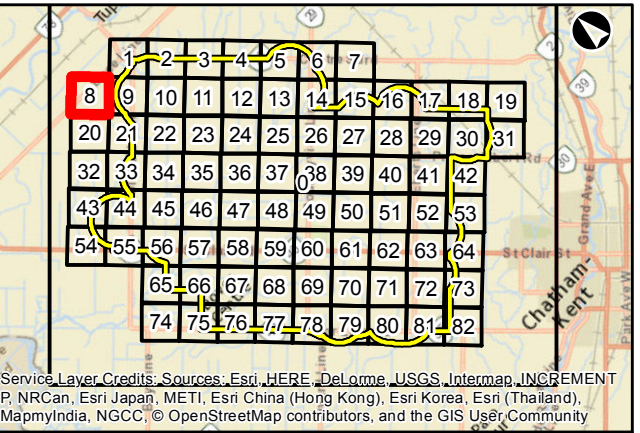 1 2 3 4 5 6 7
8 9 10 11 12 13 14 15 16 17 18 19
20 21 22 23 24 25 26 27 28 29 30 31
32 33 34 35 36 37 38 39 40 41 42
0
43 44 45 46 47 48 49 50 51 52 53
54 55 56 57 58 59 60 61 62 63 64
St Clair St
65 66 67 68 69 70 71 72 73
74 75 76 77 78 79 80 81 82
Rd
39
Grand Ave E
Chatham-
Kent
Park Ave W
Service Layer Credits: Sources: Esri, HERE, DeLorme, USGS, Intermap, INCREMENT
P, NRCan, Esri Japan, METI, Esri China (Hong Kong), Esri Korea, Esri (Thailand),
MapmyIndia, NGCC, © OpenStreetMap contributors, and the GIS User Community